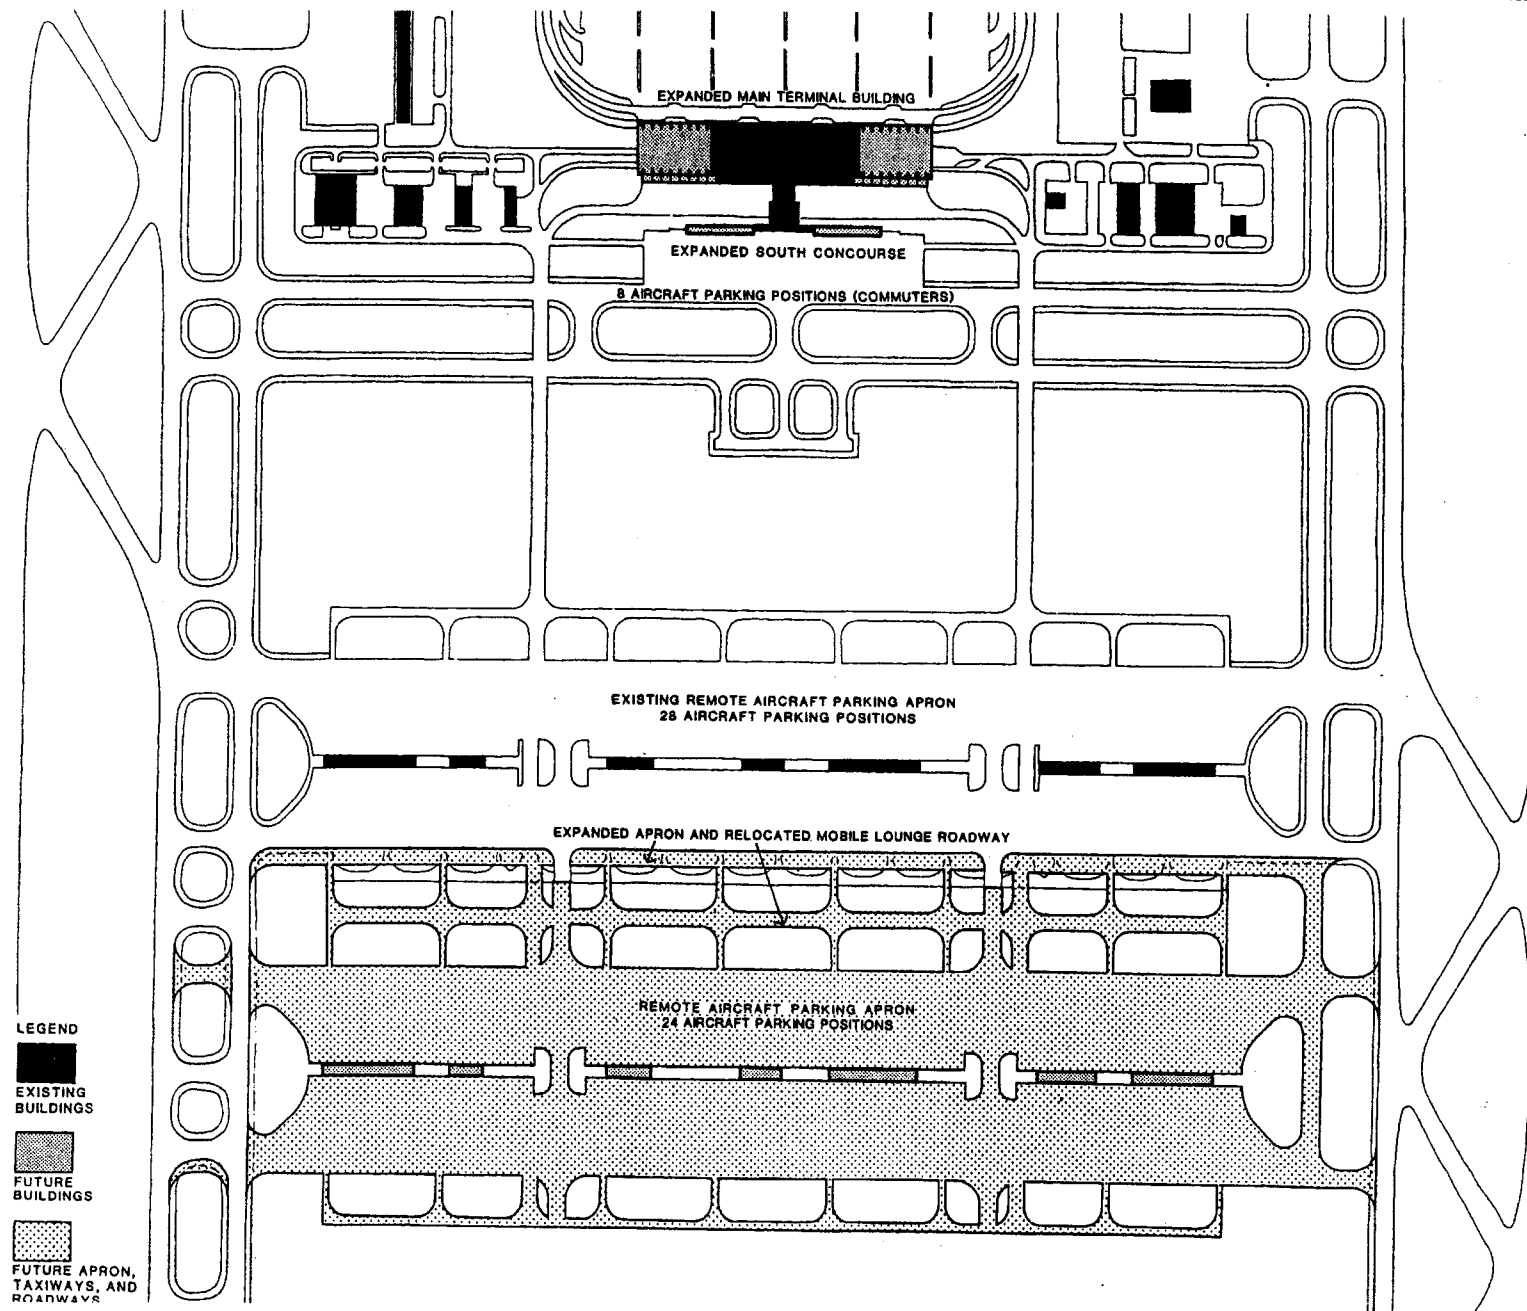 EXPANDED MAIN TERMINAL BUILDING
EXPANDED SOUTH CONCOURSE
8 AIRCRAFT PARKING POSITIONS (COMMUTERS)
EXISTING REMOTE AIRCRAFT PARKING APRON
28 AIRCRAFT PARKING POSITIONS
EXPANDED APRON AND RELOCATED MOBILE LOUNGE ROADWAY
REMOTE AIRCRAFT PARKING APRON
24 AIRCRAFT PARKING POSITIONS
LEGEND
EXISTING
BUILDINGS
FUTURE
BUILDINGS
FUTURE APRON,
TAXIWAYS, AND
ROADWAYS